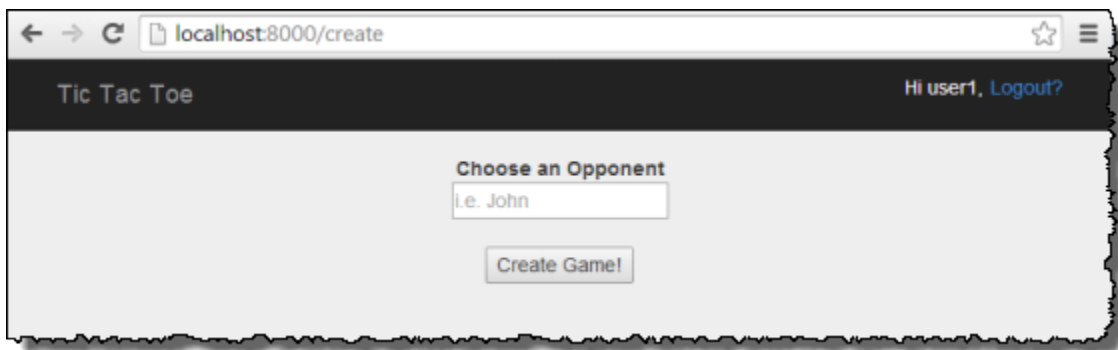 localhost:8000/create
Tic Tac Toe
Hi user1, Logout?
Choose an Opponent
i.e. John
Create Game!